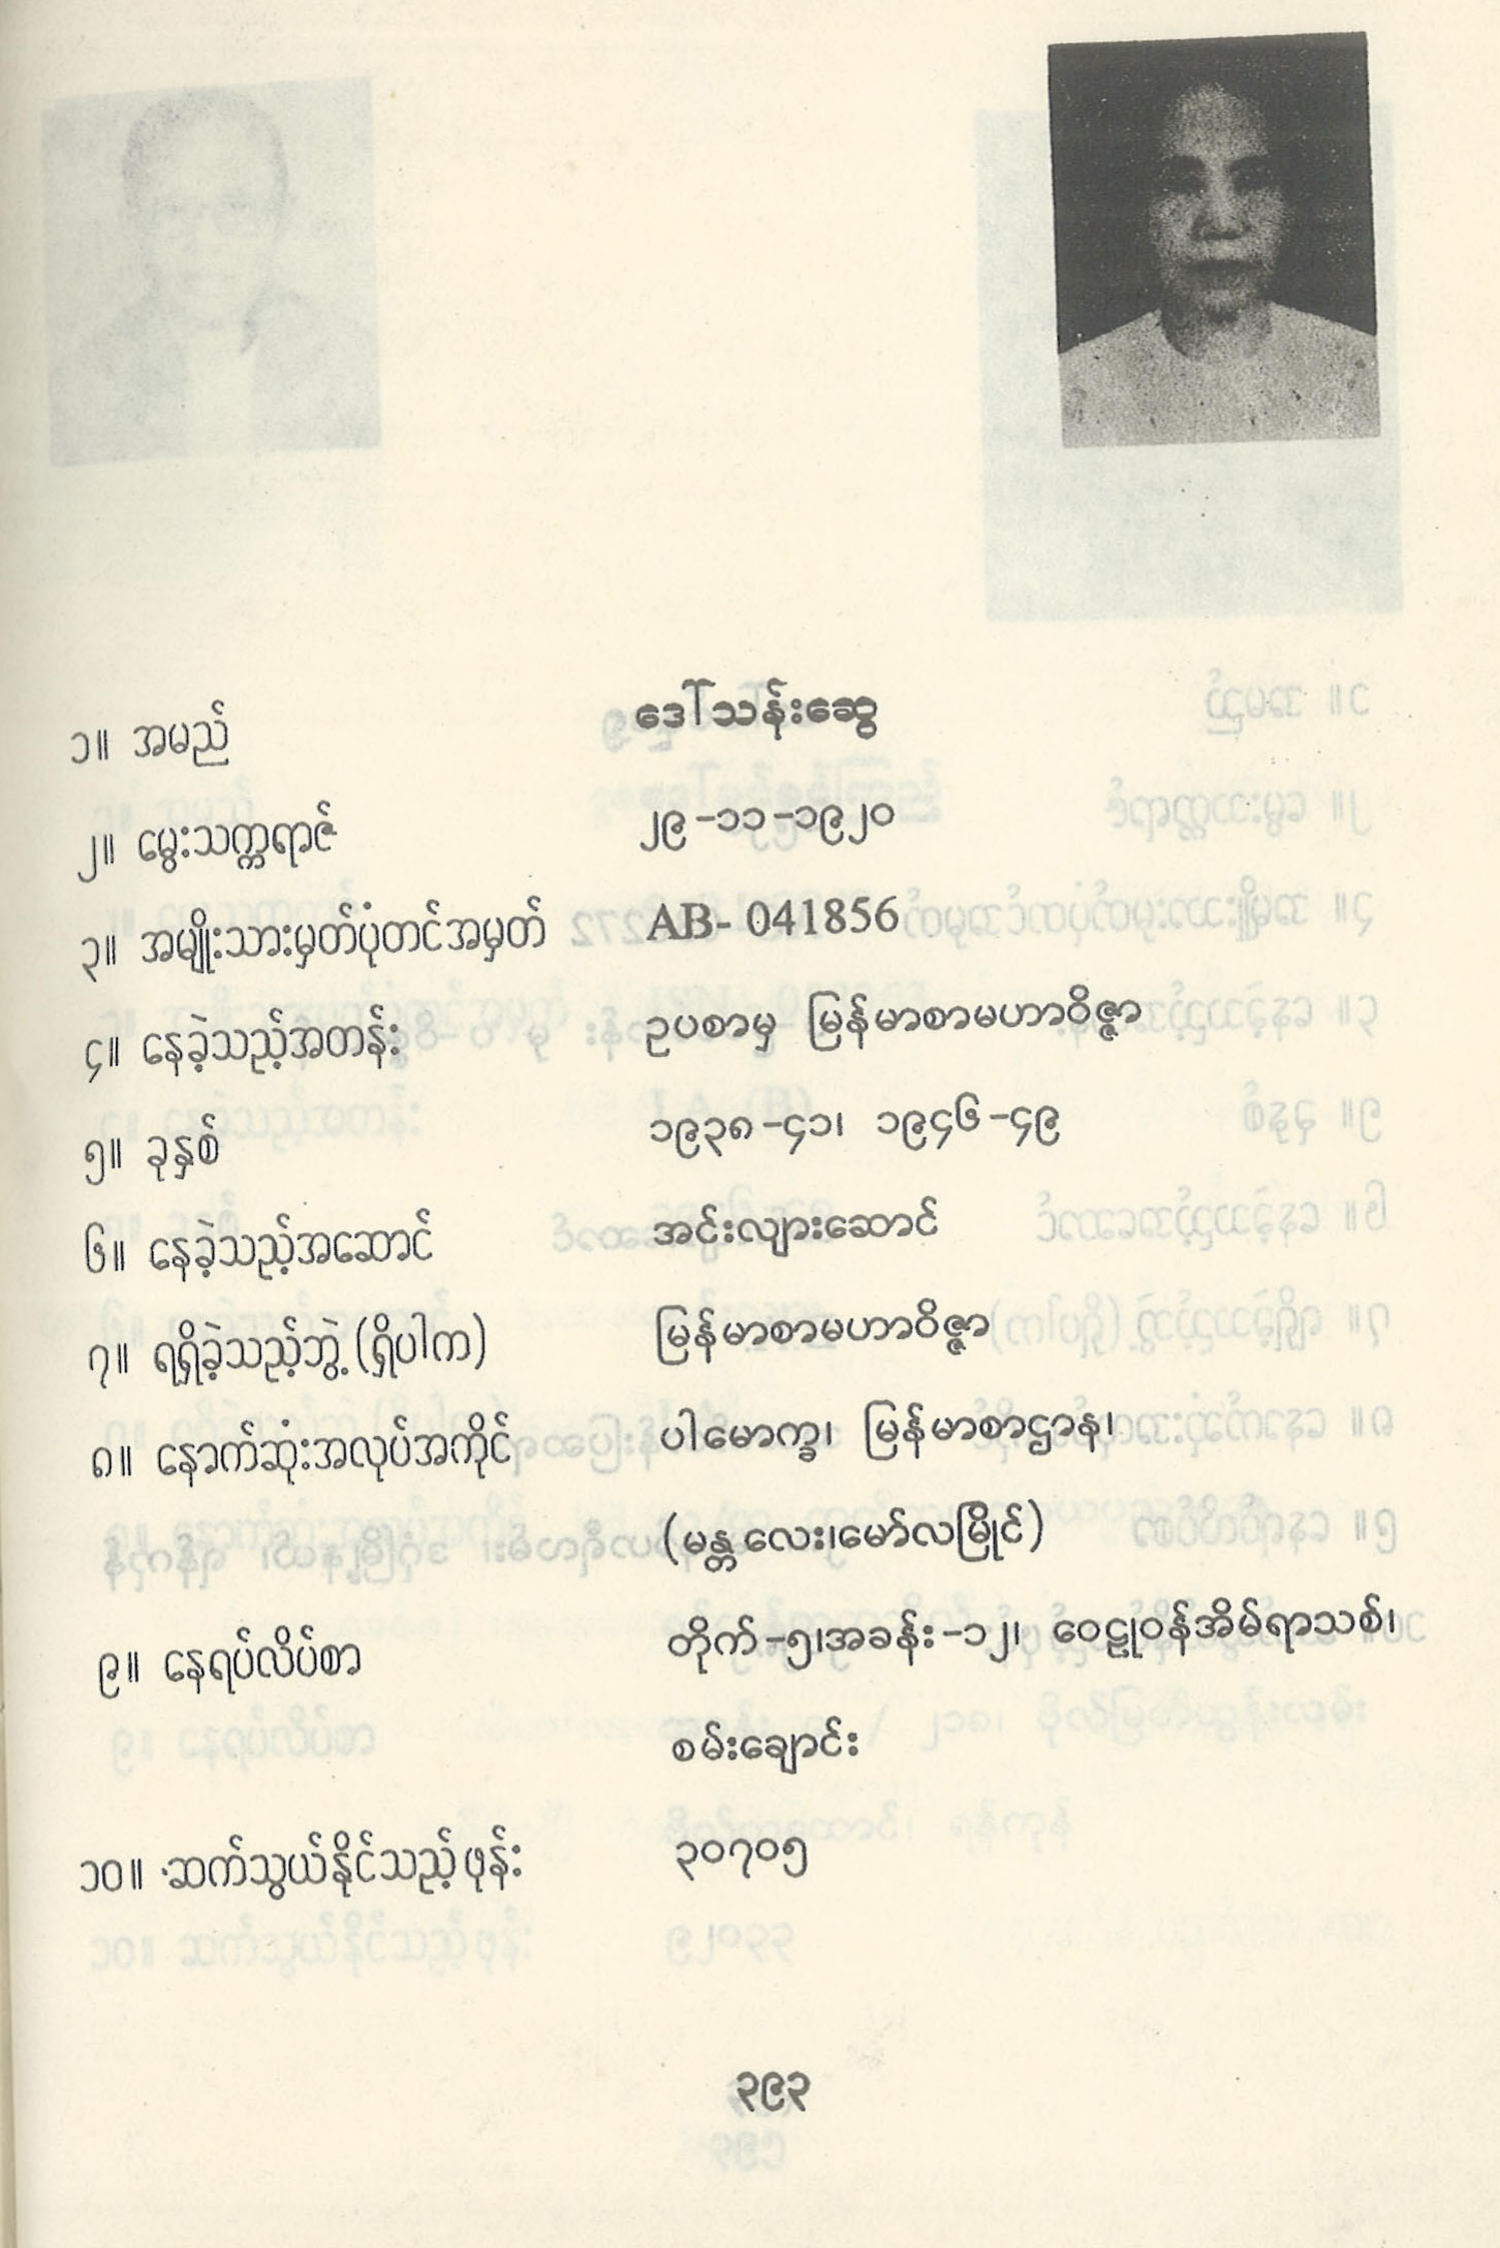 ၁။ အမည် ဒေါ်သန်းဆွေ
၂။ မွေးသက္ကရာဇ် ၂၉-၁၁-၁၉၂၀
၃။ အမျိုးသားမှတ်ပုံတင်အမှတ် AB- 041856
၄။ နေခဲ့သည့်အတန်း ဥပစာမှ မြန်မာစာမဟာဝိဇ္ဇာ
၅။ ခုနှစ် ၁၉၃၈-၄၁၊ ၁၉၄၆-၄၉
၆။ နေခဲ့သည့်အဆောင် အင်းလျားဆောင်
၇။ ရရှိခဲ့သည့်ဘွဲ့(ရှိပါက) မြန်မာစာမဟာဝိဇ္ဇာ
၈။ နောက်ဆုံးအလုပ်အကိုင် ပါမောက္ခ၊ မြန်မာစာဌာန၊
(မန္တလေး၊မော်လမြိုင်)
၉။ နေရပ်လိပ်စာ တိုက်-၅၊အခန်း-၁၂၊ ဝေဠုဝန်အိမ်ရာသစ်၊
စမ်းချောင်း
၁၀။ ဆက်သွယ်နိုင်သည့်ဖုန်း ၃၀၇၀၅
၃၉၃